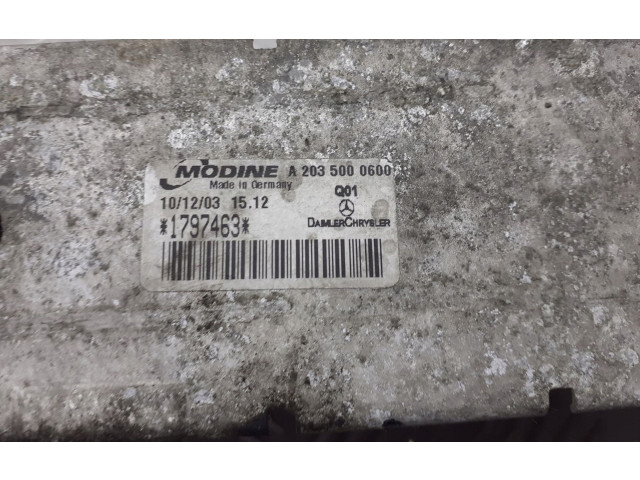 MODINE A 203 500 0600
Made in Germany
10/12/03 15.12 Q01
*1797463* DAIMLERCHRYSLER